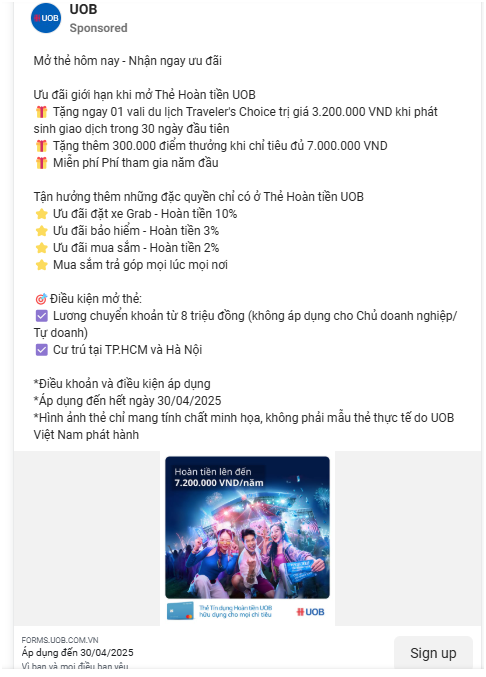 UOB
UOB
Sponsored
Mở thẻ hôm nay - Nhận ngay ưu đãi
Ưu đãi giới hạn khi mở Thẻ Hoàn tiền UOB
🎁 Tặng ngay 01 vali du lịch Traveler's Choice trị giá 3.200.000 VND khi phát
sinh giao dịch trong 30 ngày đầu tiên
🎁 Tặng thêm 300.000 điểm thưởng khi chỉ tiêu đủ 7.000.000 VND
🎁 Miễn phí Phí tham gia năm đầu
Tận hưởng thêm những đặc quyền chỉ có ở Thẻ Hoàn tiền UOB
⭐ Ưu đãi đặt xe Grab - Hoàn tiền 10%
⭐ Ưu đãi bảo hiểm - Hoàn tiền 3%
⭐ Ưu đãi mua sắm - Hoàn tiền 2%
⭐ Mua sắm trả góp mọi lúc mọi nơi
🎯 Điều kiện mở thẻ:
☑ Lương chuyển khoản từ 8 triệu đồng (không áp dụng cho Chủ doanh nghiệp/
Tự doanh)
☑ Cư trú tại TP.HCM và Hà Nội
*Điều khoản và điều kiện áp dụng
*Áp dụng đến hết ngày 30/04/2025
*Hình ảnh thẻ chỉ mang tính chất minh họa, không phải mẫu thẻ thực tế do UOB
Việt Nam phát hành
Hoàn tiền lên đến
7.200.000 VND/năm
Thẻ Tín dụng Hoàn tiền UOB
hữu dụng cho mọi chi tiêu
UOB
FORMS.UOB.COM.VN
Áp dụng đến 30/04/2025
Vì bạn và mọi điều bạn yêu
Sign up